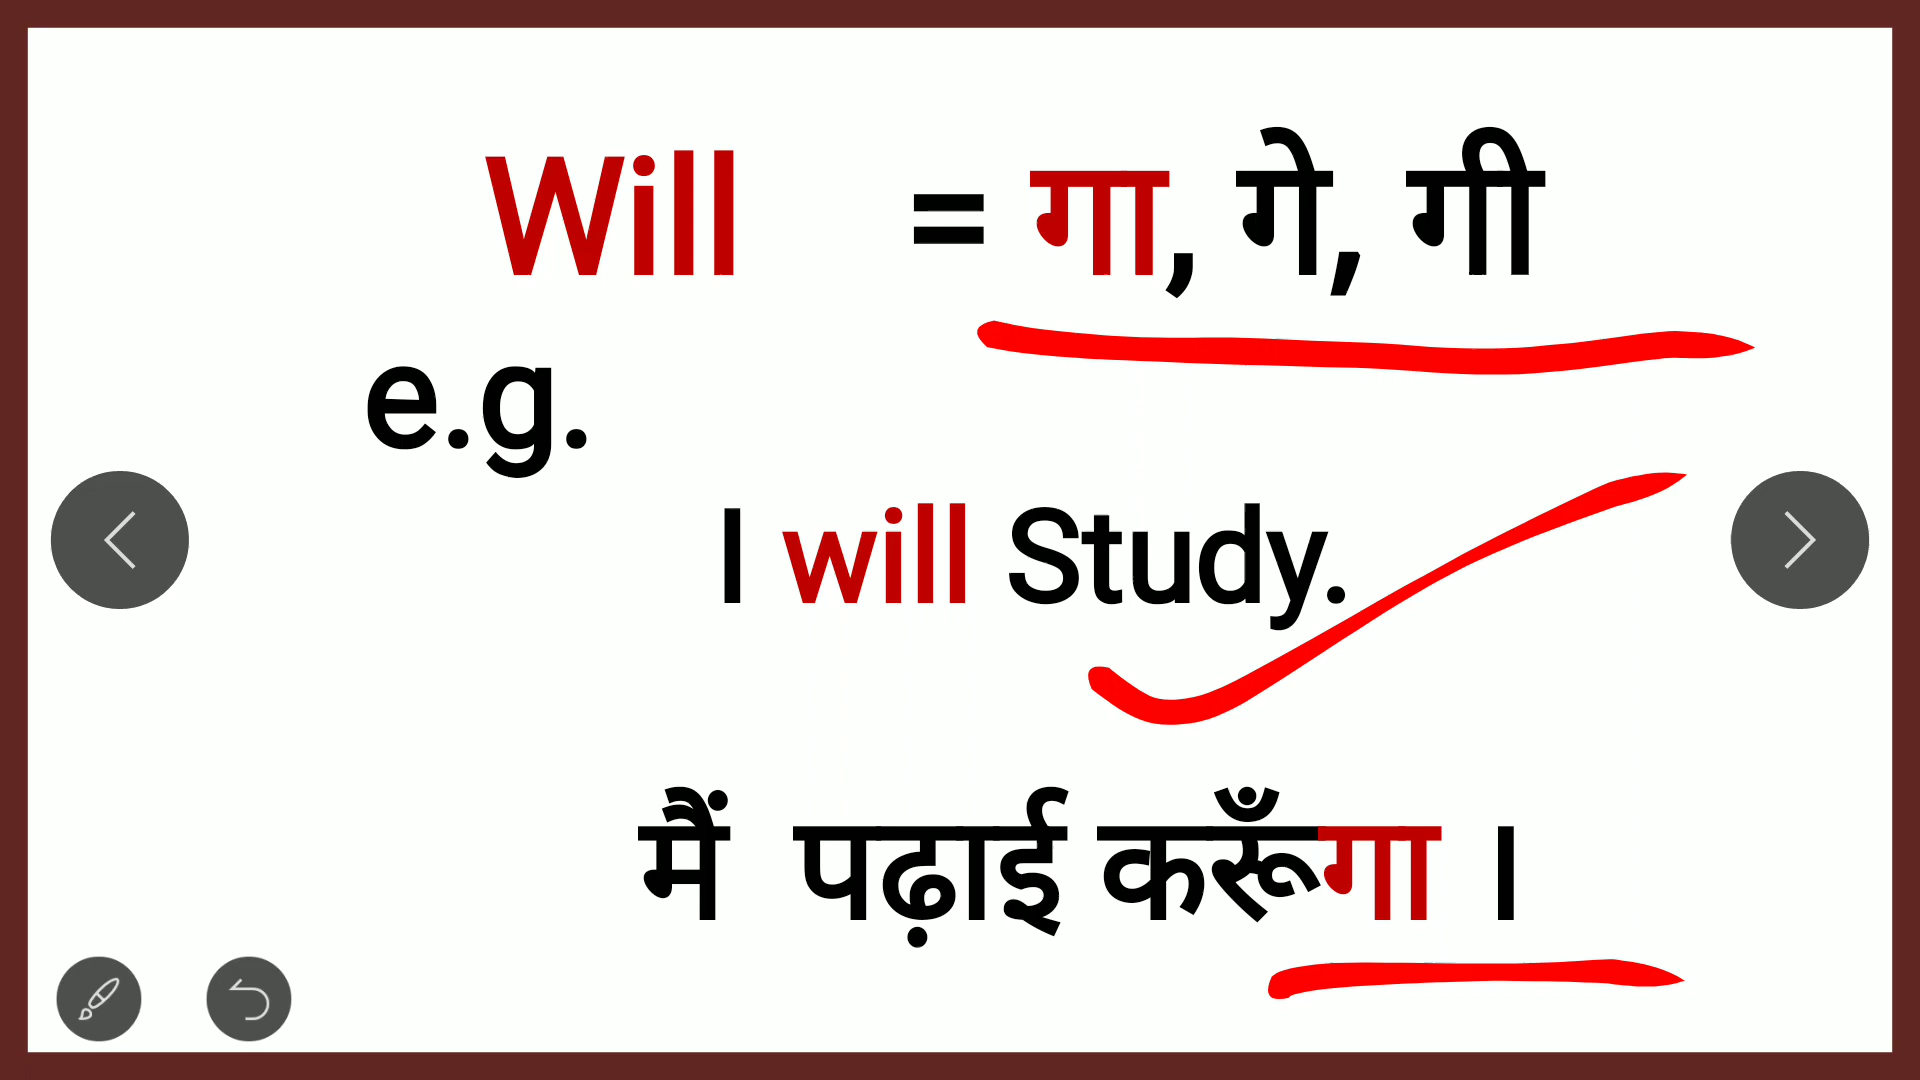 Will = गा, गे, गी
e.g.
I will Study.
मैं पढ़ाई करूँगा ।